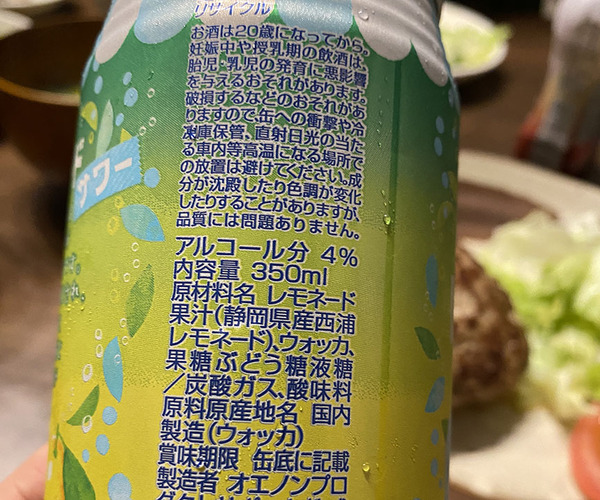 リサイクル
お酒は20歳になってから。
妊娠中や授乳期の飲酒は、
胎児・乳児の発育に悪影響
を与えるおそれがあります。
破損するなどのおそれがあ
りますので、缶への衝撃や冷
凍庫保管、直射日光の当た
る車内等高温になる場所で
の放置は避けてください。成
分が沈殿したり色調が変化
したりすることがありますが、
品質には問題ありません。
アルコール分 4%
内容量 350ml
原材料名 レモネード
果汁(静岡県産西浦
レモネード)、ウォッカ、
果糖ぶどう糖液糖
/炭酸ガス、酸味料
原料原産地名 国内
製造(ウォッカ)
賞味期限 缶底に記載
製造者 オエノンプロ
サワー